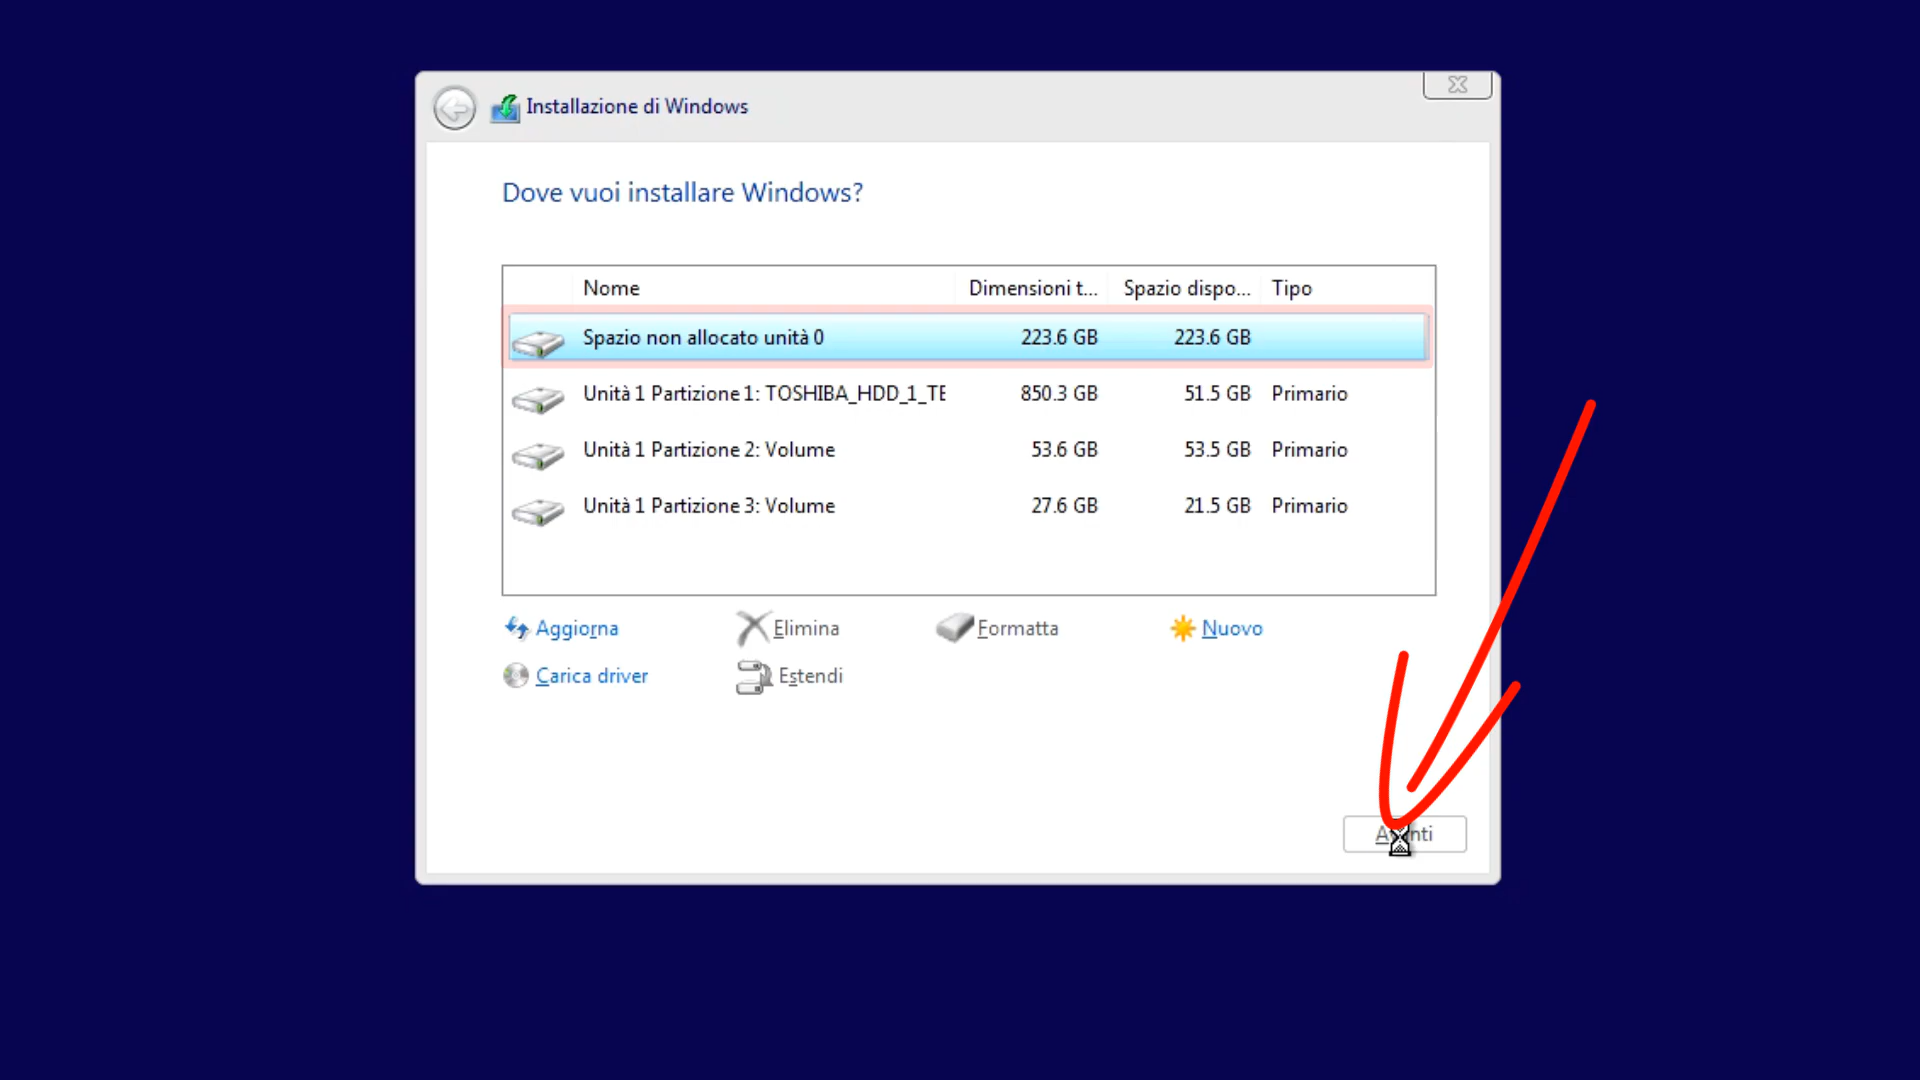 Installazione di Windows
Dove vuoi installare Windows?
Nome Dimensioni t... Spazio dispo... Tipo
Spazio non allocato unità 0 223.6 GB 223.6 GB
Unità 1 Partizione 1: TOSHIBA_HDD_1_TE 850.3 GB 51.5 GB Primario
Unità 1 Partizione 2: Volume 53.6 GB 53.5 GB Primario
Unità 1 Partizione 3: Volume 27.6 GB 21.5 GB Primario
Aggiorna Elimina Formatta Nuovo
Carica driver Estendi